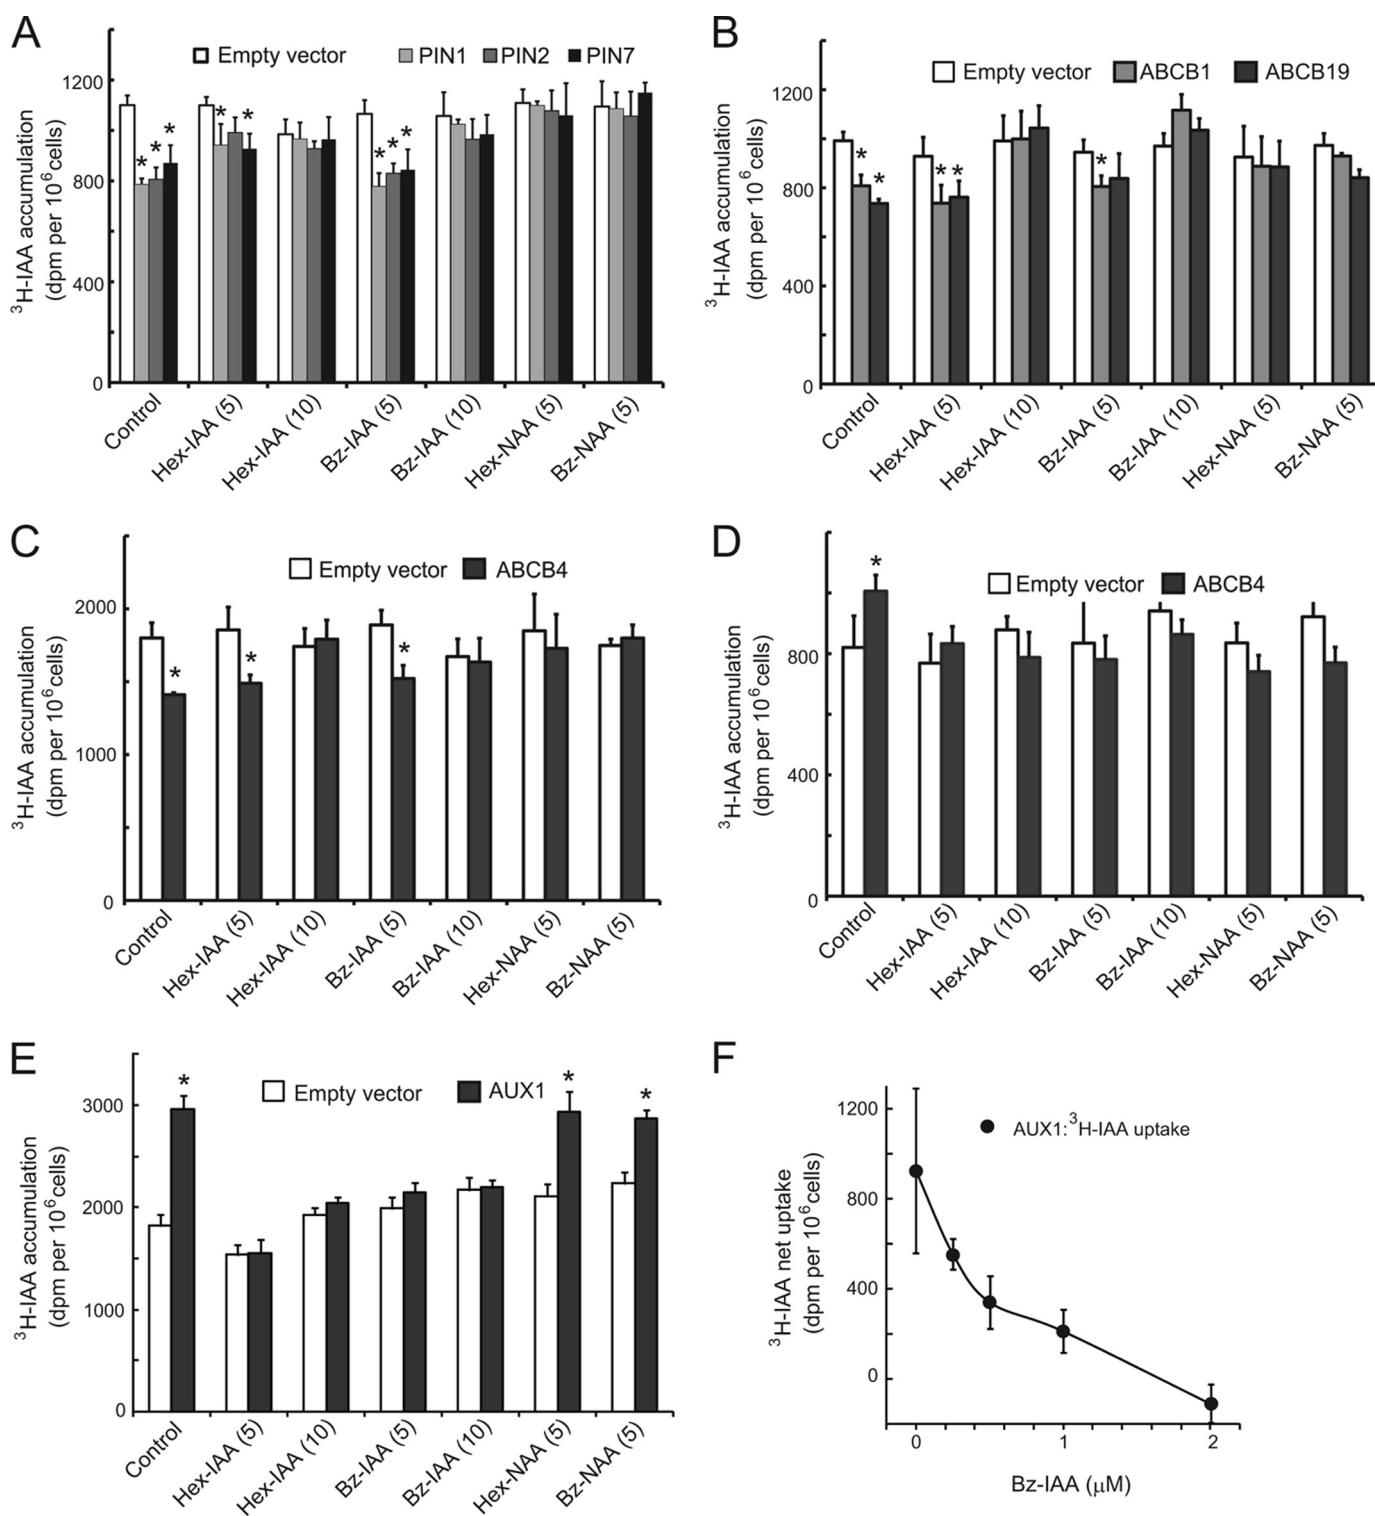 A
Empty vector PIN1 PIN2 PIN7
³H-IAA accumulation
(dpm per 10⁶cells)
1200
800
400
0
* * * * * * * *
Control
Hex-IAA (5)
Hex-IAA (10)
Bz-IAA (5)
Bz-IAA (10)
Hex-NAA (5)
Bz-NAA (5)
B
Empty vector ABCB1 ABCB19
³H-IAA accumulation
(dpm per 10⁶cells)
1200
800
400
0
* * * * *
Control
Hex-IAA (5)
Hex-IAA (10)
Bz-IAA (5)
Bz-IAA (10)
Hex-NAA (5)
Bz-NAA (5)
C
Empty vector ABCB4
³H-IAA accumulation
(dpm per 10⁶cells)
2000
1000
0
* * *
Control
Hex-IAA (5)
Hex-IAA (10)
Bz-IAA (5)
Bz-IAA (10)
Hex-NAA (5)
Bz-NAA (5)
D
Empty vector ABCB4
³H-IAA accumulation
(dpm per 10⁶cells)
800
400
0
*
Control
Hex-IAA (5)
Hex-IAA (10)
Bz-IAA (5)
Bz-IAA (10)
Hex-NAA (5)
Bz-NAA (5)
E
Empty vector AUX1
³H-IAA accumulation
(dpm per 10⁶cells)
3000
2000
1000
0
* * *
Control
Hex-IAA (5)
Hex-IAA (10)
Bz-IAA (5)
Bz-IAA (10)
Hex-NAA (5)
Bz-NAA (5)
F
AUX1:³H-IAA uptake
³H-IAA net uptake
(dpm per 10⁶cells)
1200
800
400
0
0 1 2
Bz-IAA (μM)